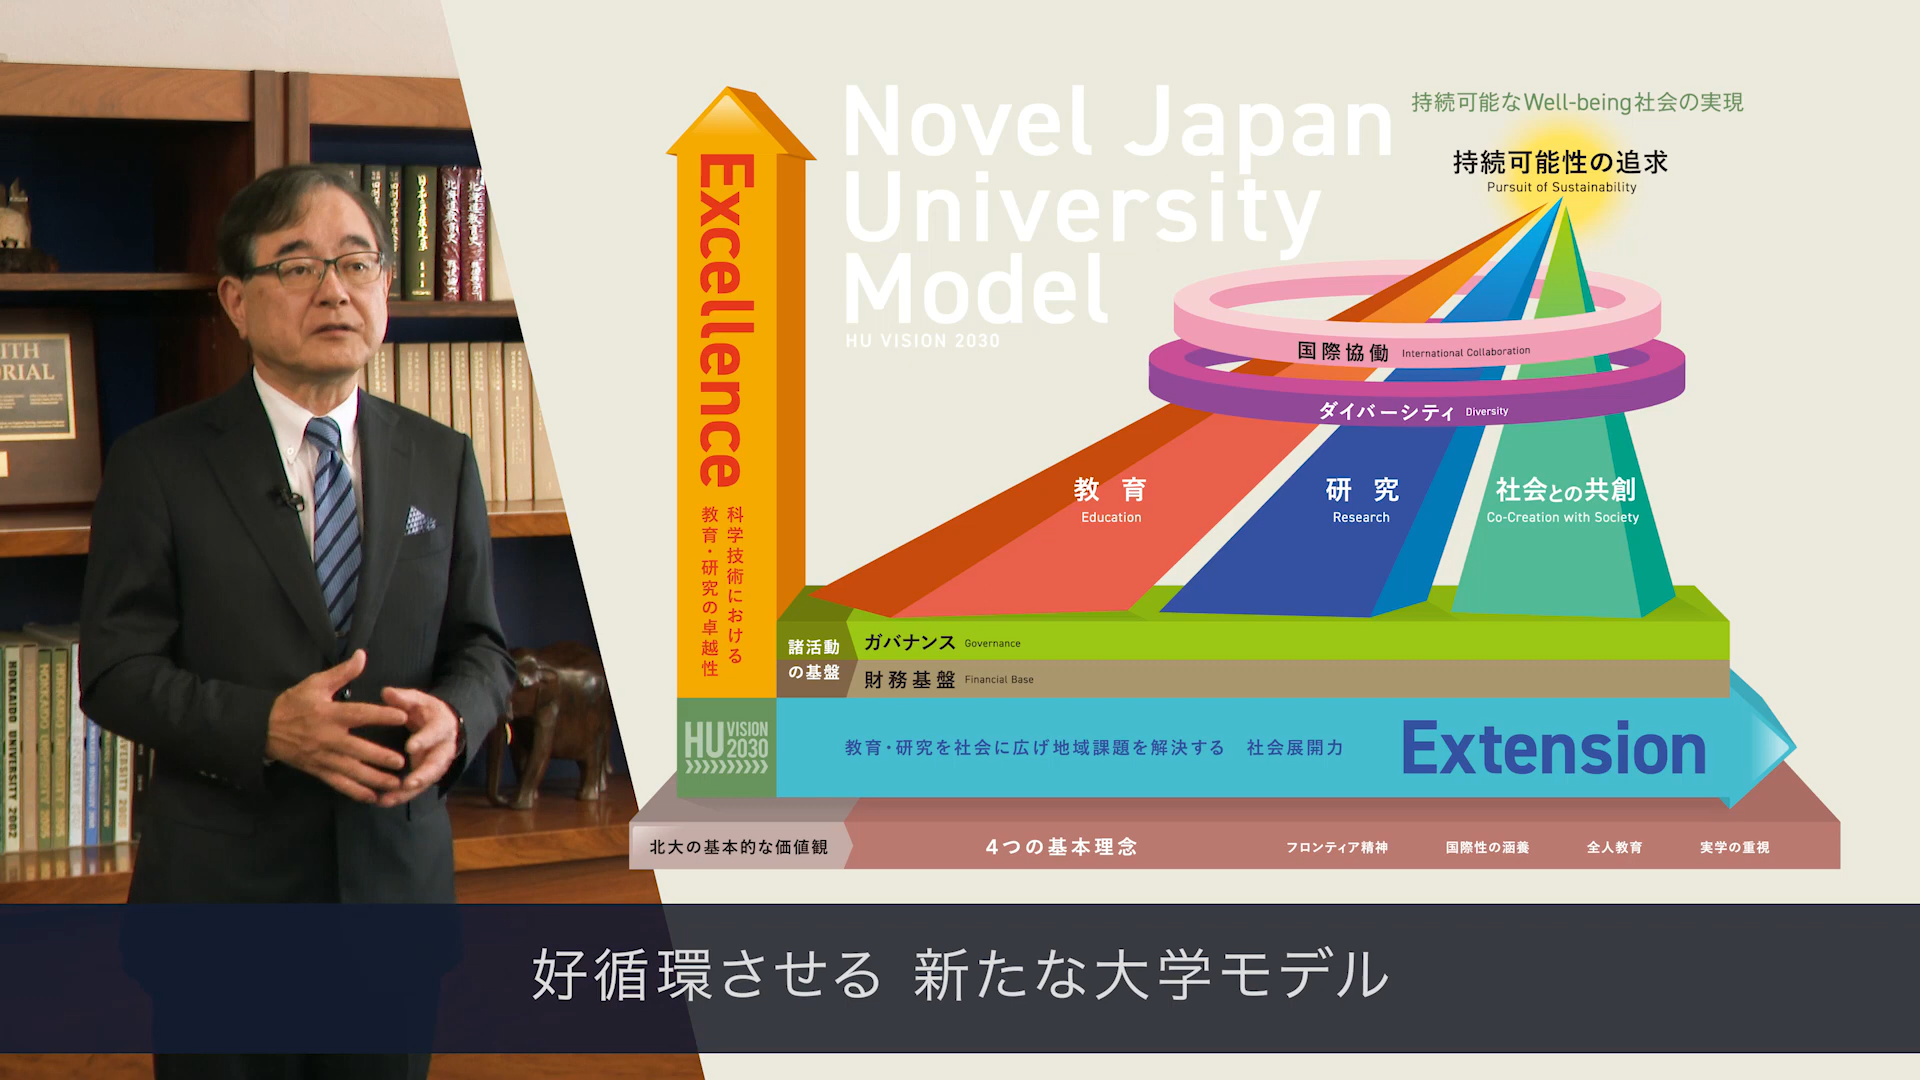 Novel Japan
University
Model
HU VISION 2030
持続可能なWell-being社会の実現
持続可能性の追求
Pursuit of Sustainability
Excellence
科学技術における
教育・研究の卓越性
国際協働 International Collaboration
ダイバーシティ Diversity
教育
Education
研究
Research
社会との共創
Co-Creation with Society
諸活動
の基盤
ガバナンス Governance
財務基盤 Financial Base
HU VISION
2030
教育・研究を社会に広げ地域課題を解決する 社会展開力
Extension
北大の基本的な価値観
4つの基本理念
フロンティア精神
国際性の涵養
全人教育
実学の重視
ITH
ORIAL
HOKKAIDO UNIVERSITY 2002
好循環させる 新たな大学モデル